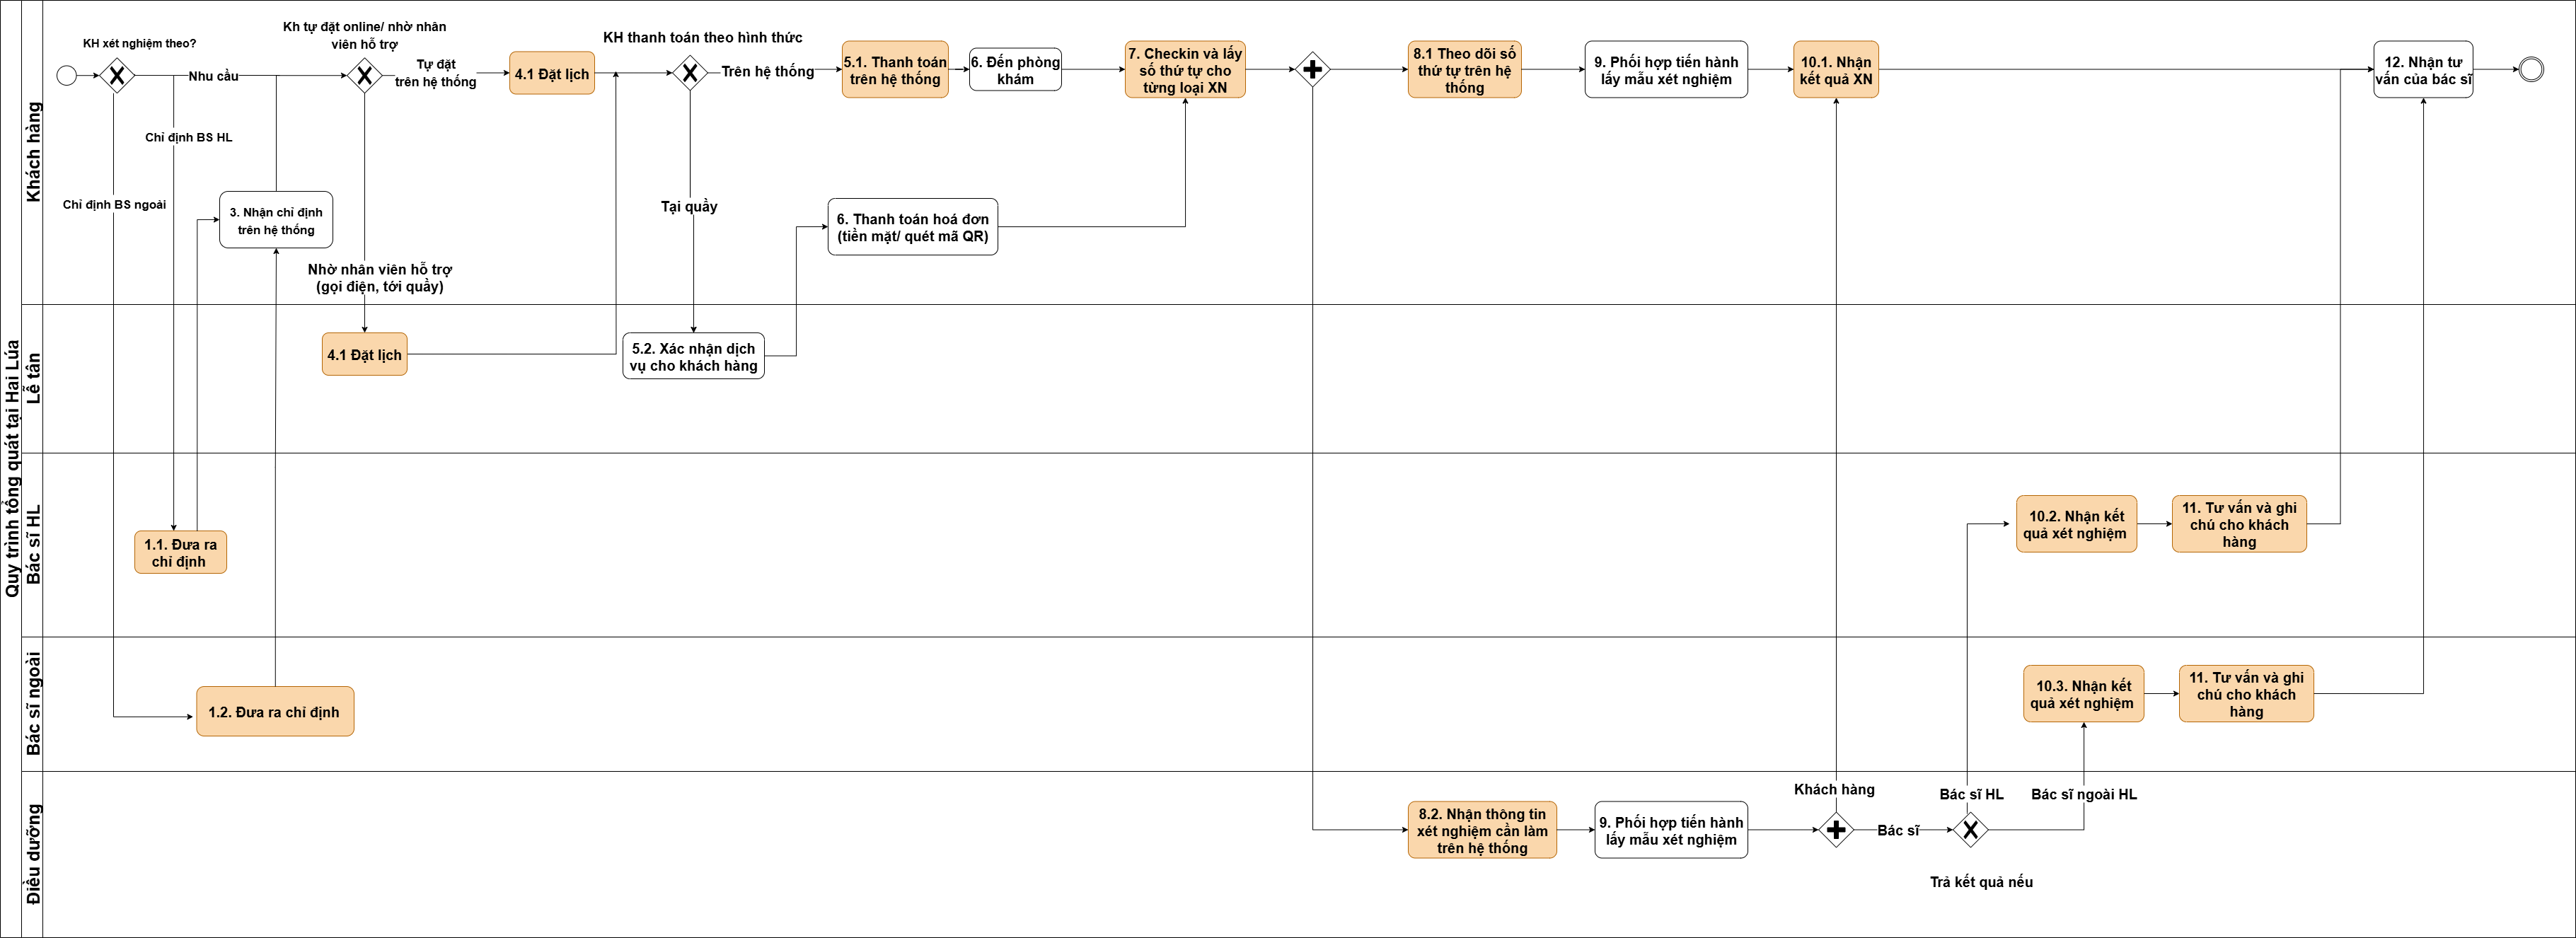 Quy trình tổng quát tại Hai Lúa
Khách hàng
KH xét nghiệm theo?
Nhu cầu
Chỉ định BS HL
Chỉ định BS ngoài
3. Nhận chỉ định
trên hệ thống
Kh tự đặt online/ nhờ nhân
viên hỗ trợ
Tự đặt
trên hệ thống
Nhờ nhân viên hỗ trợ
(gọi điện, tới quầy)
4.1 Đặt lịch
KH thanh toán theo hình thức
Trên hệ thống
Tại quầy
5.1. Thanh toán
trên hệ thống
6. Đến phòng
khám
6. Thanh toán hoá đơn
(tiền mặt/ quét mã QR)
7. Checkin và lấy
số thứ tự cho
từng loại XN
8.1 Theo dõi số
thứ tự trên hệ
thống
9. Phối hợp tiến hành
lấy mẫu xét nghiệm
10.1. Nhận
kết quả XN
12. Nhận tư
vấn của bác sĩ
Lễ tân
4.1 Đặt lịch
5.2. Xác nhận dịch
vụ cho khách hàng
Bác sĩ HL
1.1. Đưa ra
chỉ định
10.2. Nhận kết
quả xét nghiệm
11. Tư vấn và ghi
chú cho khách
hàng
Bác sĩ ngoài
1.2. Đưa ra chỉ định
10.3. Nhận kết
quả xét nghiệm
11. Tư vấn và ghi
chú cho khách
hàng
Điều dưỡng
8.2. Nhận thông tin
xét nghiệm cần làm
trên hệ thống
9. Phối hợp tiến hành
lấy mẫu xét nghiệm
Khách hàng
Bác sĩ
Bác sĩ HL
Bác sĩ ngoài HL
Trả kết quả nếu